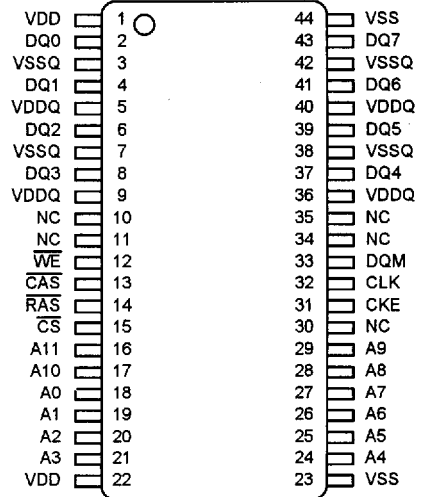 VDD 1 44 VSS
DQ0 2 43 DQ7
VSSQ 3 42 VSSQ
DQ1 4 41 DQ6
VDDQ 5 40 VDDQ
DQ2 6 39 DQ5
VSSQ 7 38 VSSQ
DQ3 8 37 DQ4
VDDQ 9 36 VDDQ
NC 10 35 NC
NC 11 34 NC
W̅E̅ 12 33 DQM
C̅A̅S̅ 13 32 CLK
R̅A̅S̅ 14 31 CKE
C̅S̅ 15 30 NC
A11 16 29 A9
A10 17 28 A8
A0 18 27 A7
A1 19 26 A6
A2 20 25 A5
A3 21 24 A4
VDD 22 23 VSS